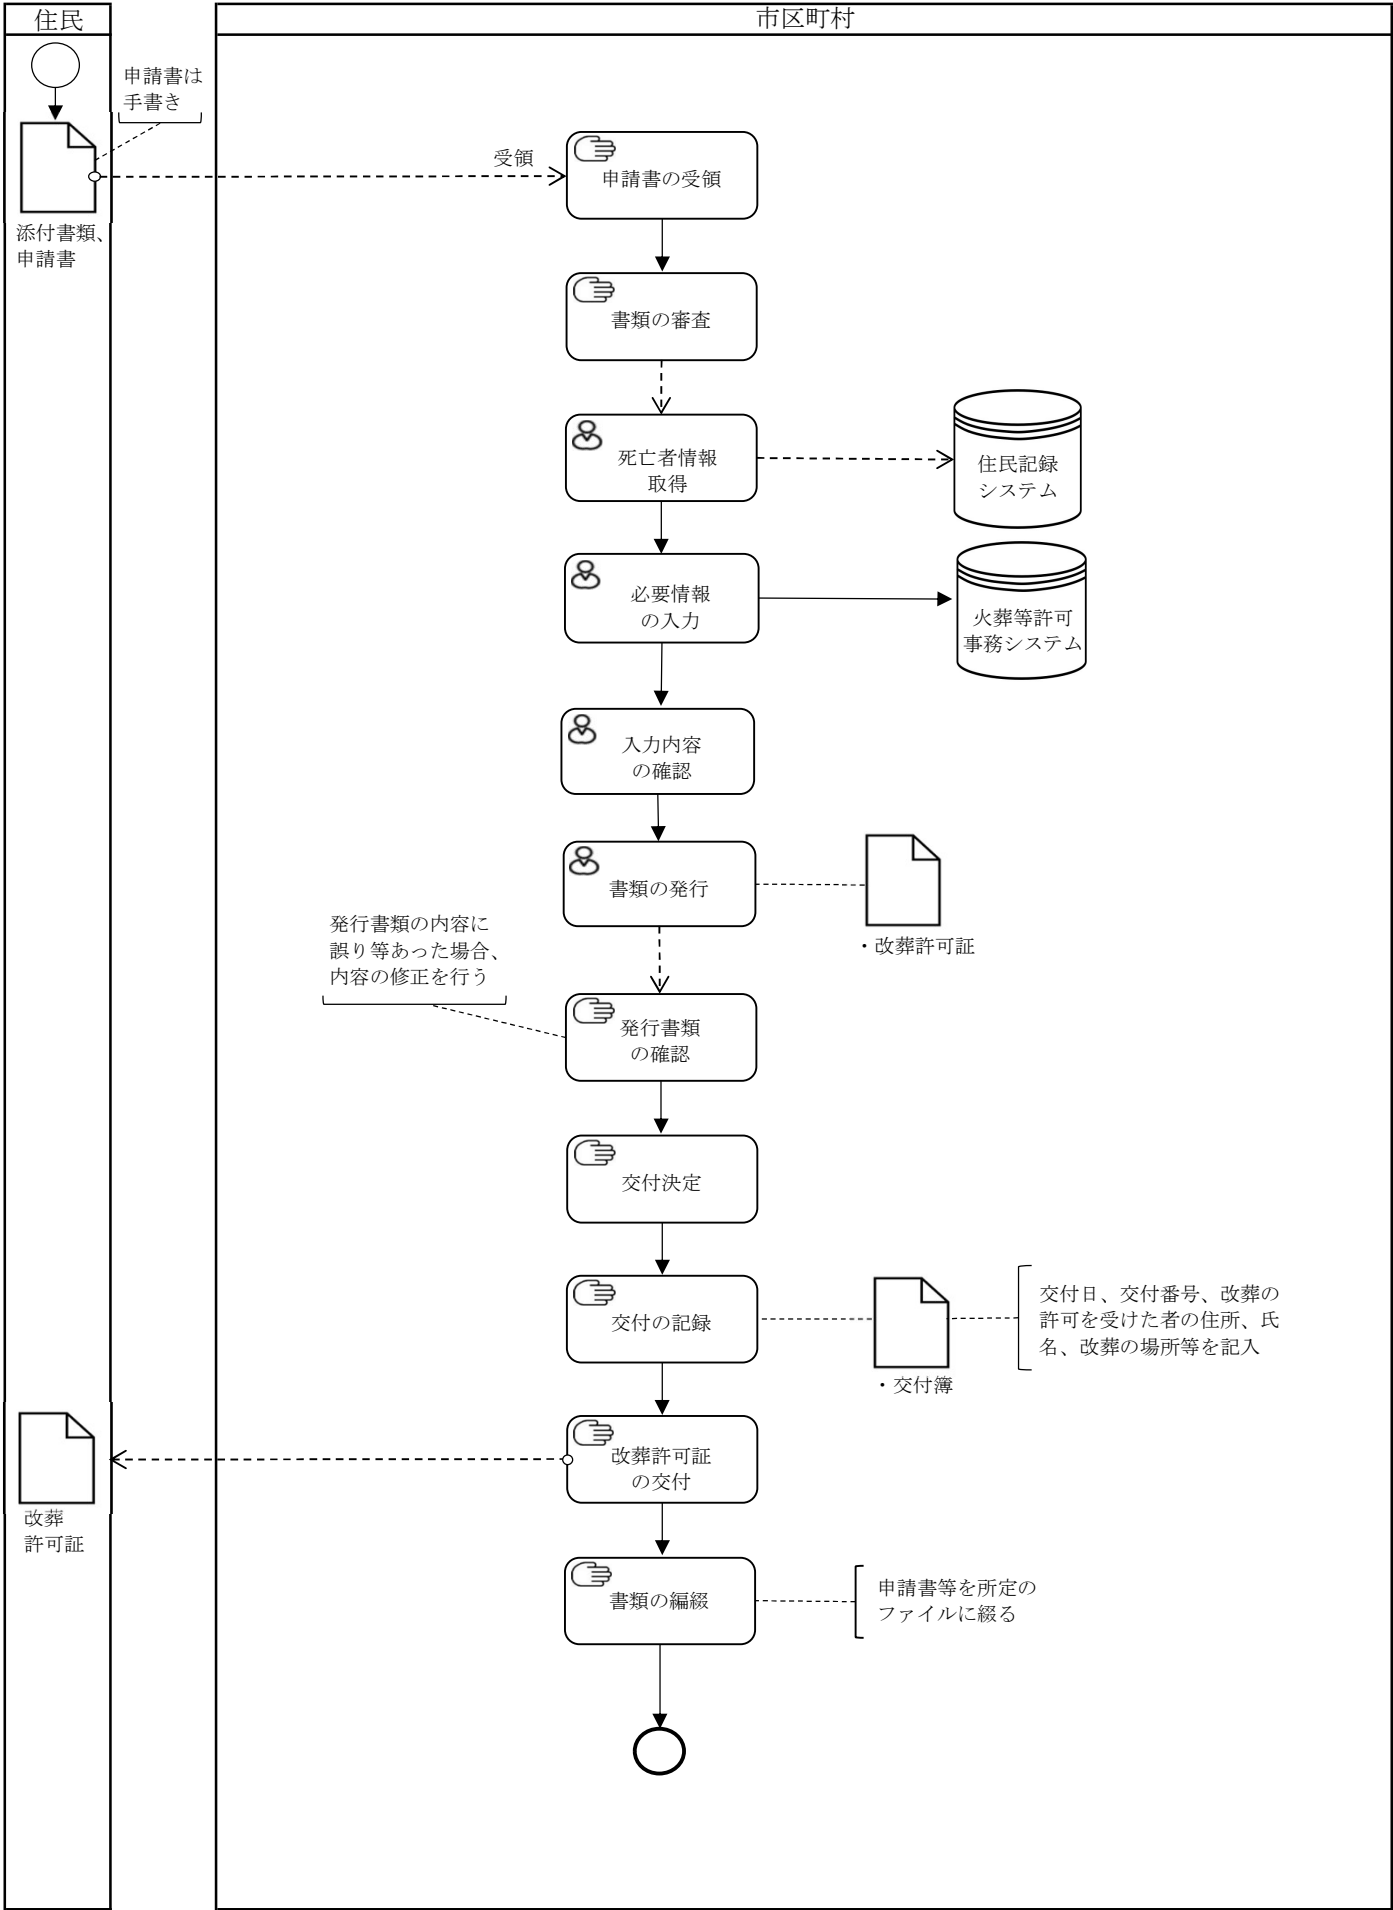 住民
市区町村
申請書は
手書き
受領
申請書の受領
添付書類、
申請書
書類の審査
死亡者情報
取得
住民記録
システム
必要情報
の入力
火葬等許可
事務システム
入力内容
の確認
書類の発行
・改葬許可証
発行書類の内容に
誤り等あった場合、
内容の修正を行う
発行書類
の確認
交付決定
交付の記録
・交付簿
交付日、交付番号、改葬の
許可を受けた者の住所、氏
名、改葬の場所等を記入
改葬許可証
の交付
改葬
許可証
書類の編綴
申請書等を所定の
ファイルに綴る